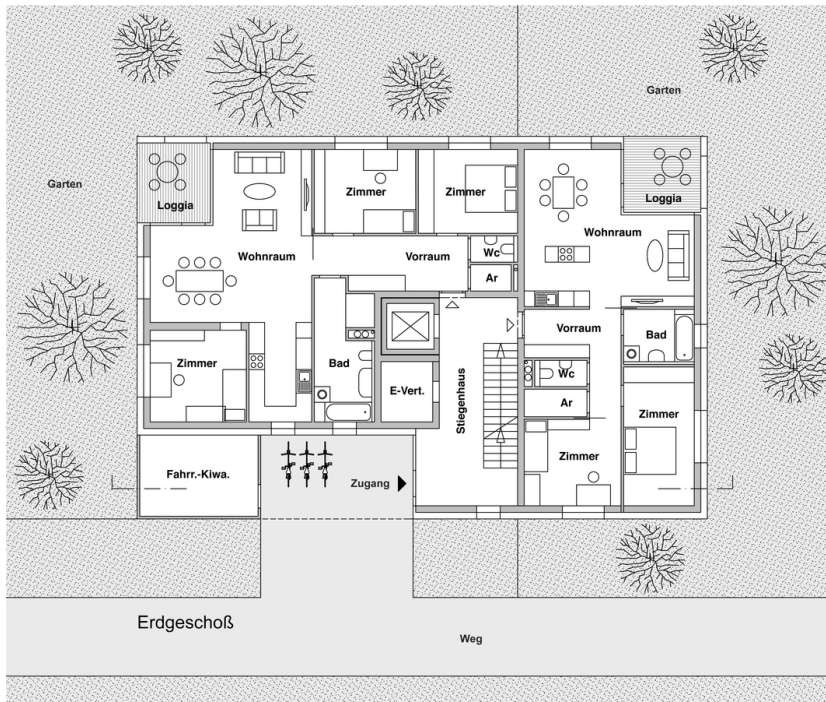 Garten
Garten
Loggia
Zimmer
Zimmer
Loggia
Wohnraum
Vorraum
Wc
Wohnraum
Ar
Vorraum
Bad
Zimmer
Bad
E-Vert.
Stiegenhaus
Wc
Ar
Zimmer
Zimmer
Fahrr.-Kiwa.
Zugang
Erdgeschoß
Weg